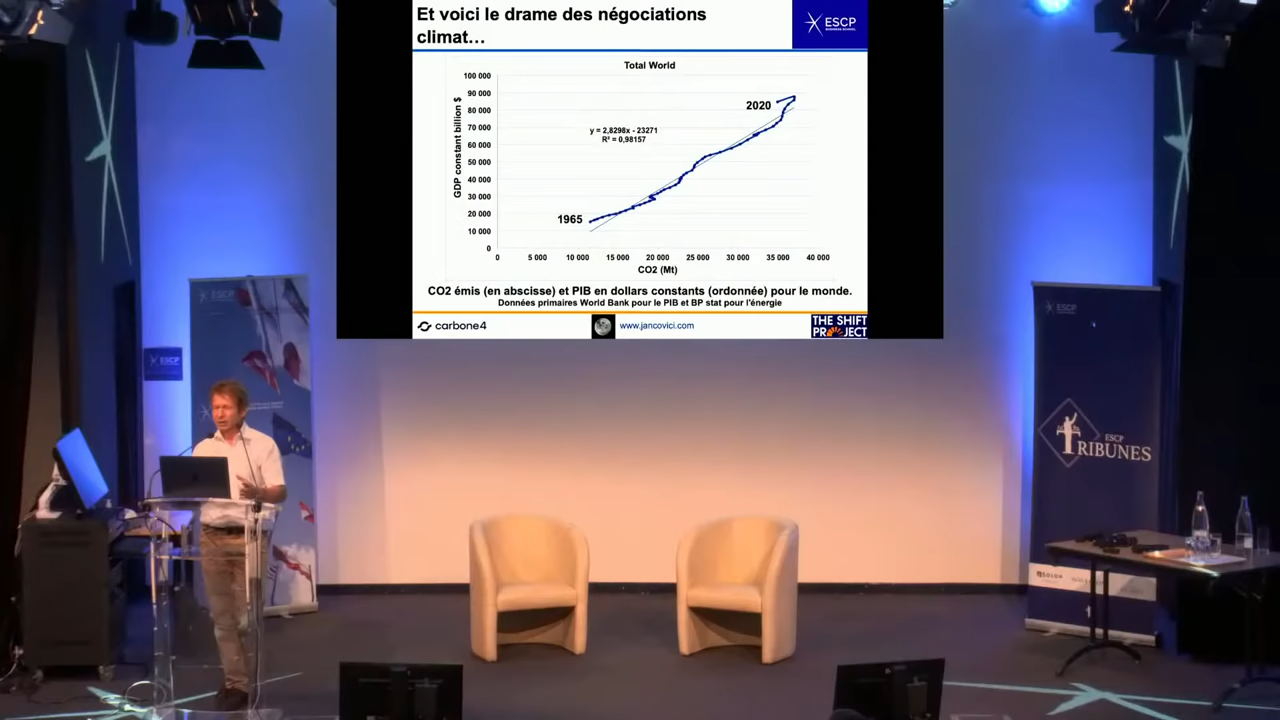 Et voici le drame des négociations
climat…
ESCP
BUSINESS SCHOOL
Total World
GDP constant billion $
100 000
90 000
80 000
70 000
60 000
50 000
40 000
30 000
20 000
10 000
0
2020
y = 2,8298x - 23271
R² = 0,98157
1965
0 5 000 10 000 15 000 20 000 25 000 30 000 35 000 40 000
CO2 (Mt)
CO2 émis (en abscisse) et PIB en dollars constants (ordonnée) pour le monde.
Données primaires World Bank pour le PIB et BP stat pour l'énergie
carbone4
www.jancovici.com
THE SHIFT
PROJECT
ESCP
ESCP
ESCP
ESCP
TRIBUNES